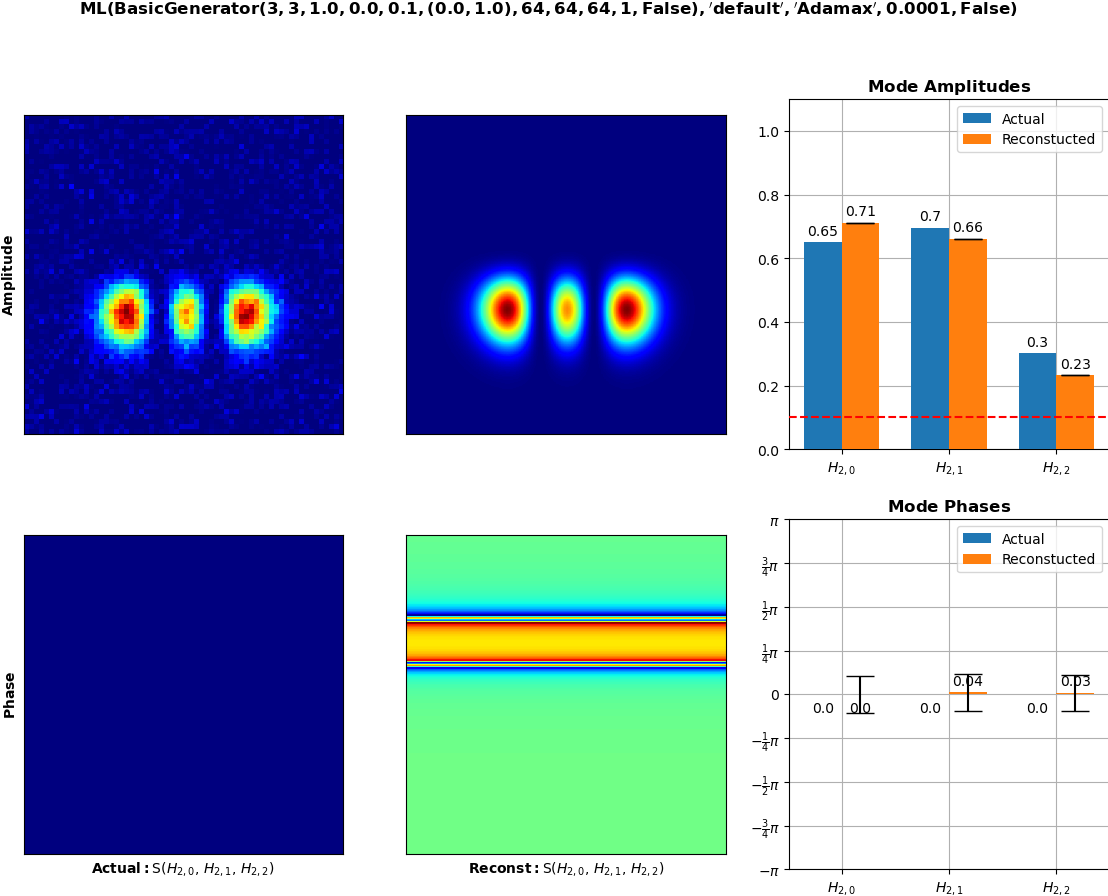 ML(BasicGenerator(3, 3, 1.0, 0.0, 0.1, (0.0, 1.0), 64, 64, 64, 1, False), ′default′, ′Adamax′, 0.0001, False)
Mode Amplitudes
Amplitude
Actual
Reconstucted
1.0
0.8
0.6
0.4
0.2
0.0
0.65
0.71
0.7
0.66
0.3
0.23
H2,0
H2,1
H2,2
Mode Phases
Phase
Actual
Reconstucted
π
3/4π
1/2π
1/4π
0
−1/4π
−1/2π
−3/4π
−π
0.0
0.0
0.0
0.04
0.0
0.03
H2,0
H2,1
H2,2
Actual: S(H2,0, H2,1, H2,2)
Reconst: S(H2,0, H2,1, H2,2)